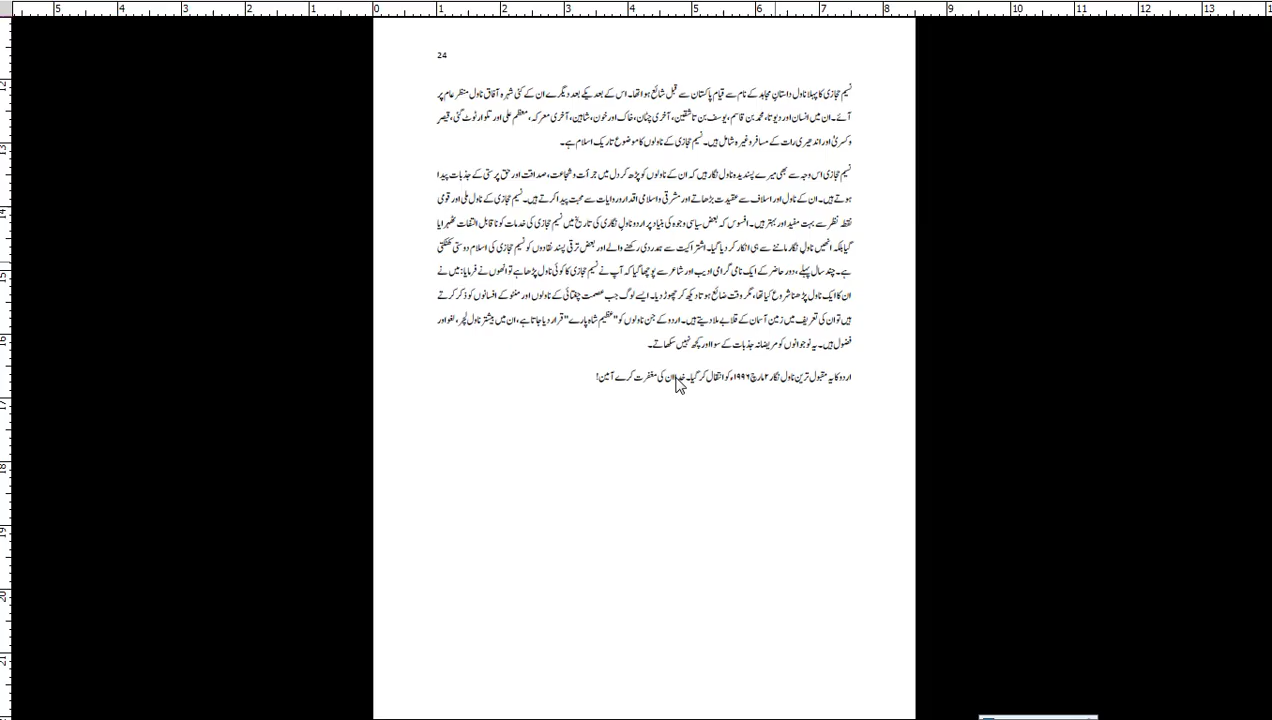 24
نسیم حجازی کا پہلا ناول داستانِ مجاہد کے نام سے قیامِ پاکستان سے قبل شائع ہوا تھا۔ اس کے بعد یکے بعد دیگرے ان کے کئی شہرہ آفاق ناول منظر عام پر
آئے۔ ان میں انسان اور دیوتا، محمد بن قاسم، یوسف بن تاشقین، آخری چٹان، خاک اور خون، شاہین، آخری معرکہ، معظم علی اور تلوار ٹوٹ گئی، قیصر
وکسریٰ اور اندھیری رات کے مسافر وغیرہ شامل ہیں۔ نسیم حجازی کے ناولوں کا موضوع تاریک اسلام ہے۔
نسیم حجازی اس وجہ سے بھی میرے پسندیدہ ناول نگار ہیں کہ ان کے ناولوں کو پڑھ کر دل میں جرأت و شجاعت، صداقت اور حق پرستی کے جذبات پیدا
ہوتے ہیں۔ ان کے ناول اور اسلاف سے عقیدت بڑھاتے اور مشرقی و اسلامی اقدار و روایات سے محبت پیدا کرتے ہیں۔ نسیم حجازی کے ناول ملی اور قومی
نقطہ نظر سے بہت مفید اور بہتر ہیں۔ افسوس کہ بعض سیاسی وجوہ کی بنیاد پر اردو ناول نگاری کی تاریخ میں نسیم حجازی کی خدمات کو ناقابل التفات ٹھہرایا
گیا بلکہ انھیں ناول نگار ماننے سے ہی انکار کر دیا گیا۔ اشتراکیت سے ہمدردی رکھنے والے اور بعض ترقی پسند نقادوں کو نسیم حجازی کی اسلام دوستی کھٹکتی
ہے۔ چند سال پہلے، دور حاضر کے ایک نامی گرامی ادیب اور شاعر سے پوچھا گیا کہ آپ نے نسیم حجازی کا کوئی ناول پڑھا ہے تو انھوں نے فرمایا: میں نے
ان کا ایک ناول پڑھنا شروع کیا تھا، مگر وقت ضائع ہوتا دیکھ کر چھوڑ دیا۔ ایسے لوگ جب عصمت چغتائی کے ناولوں اور منٹو کے افسانوں کو ذکر کرتے
ہیں تو ان کی تعریف میں زمین آسمان کے قلابے ملا دیتے ہیں۔ اردو کے جن ناولوں کو "عظیم شاہ پارے" قرار دیا جاتا ہے، ان میں بیشتر ناول لچر، لغو اور
فضول ہیں۔ یہ نوجوانوں کو مریضانہ جذبات کے سوا اور کچھ نہیں سکھاتے۔
اردو کا یہ مقبول ترین ناول نگار ۲ مارچ ۱۹۹۶ء کو انتقال کر گیا۔ خدا ان کی مغفرت کرے آمین!